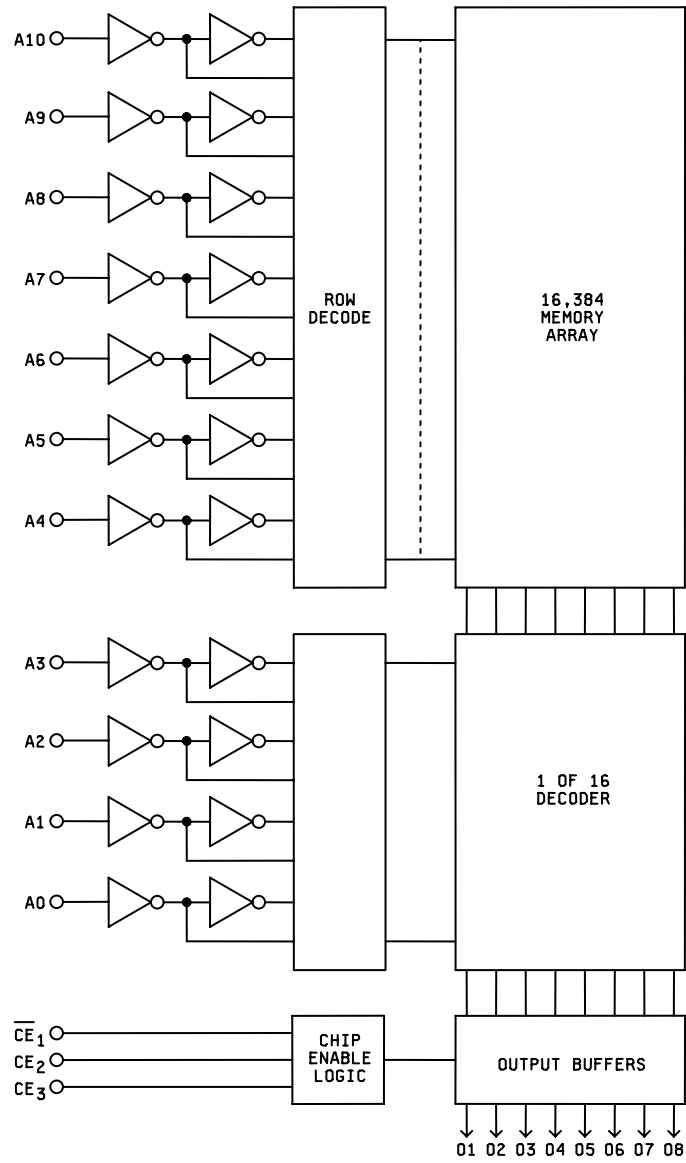 A10
A9
A8
A7
A6
A5
A4
ROW
DECODE
16,384
MEMORY
ARRAY
A3
A2
A1
A0
1 OF 16
DECODER
C̅E̅1
CE2
CE3
CHIP
ENABLE
LOGIC
OUTPUT BUFFERS
O1 O2 O3 O4 O5 O6 O7 O8